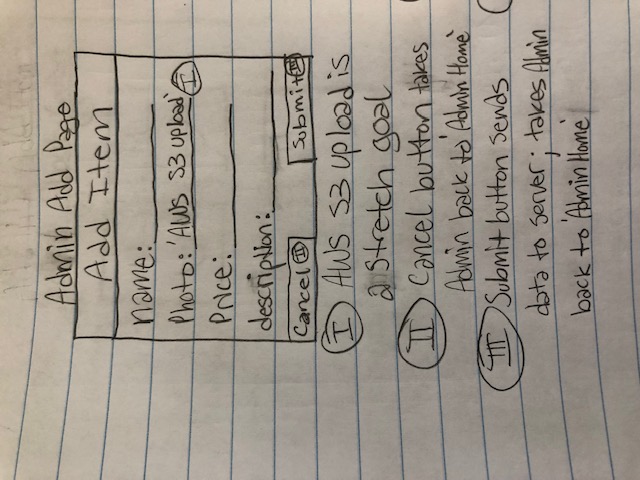 Admin Add Page
Add Item
name:
Photo: 'AWS S3 upload' I
Price:
description:
Cancel II Submit III
I AWS S3 upload is
a stretch goal
II Cancel button takes
Admin back to 'Admin Home'
III Submit button sends
data to server; takes Admin
back to 'Admin Home'